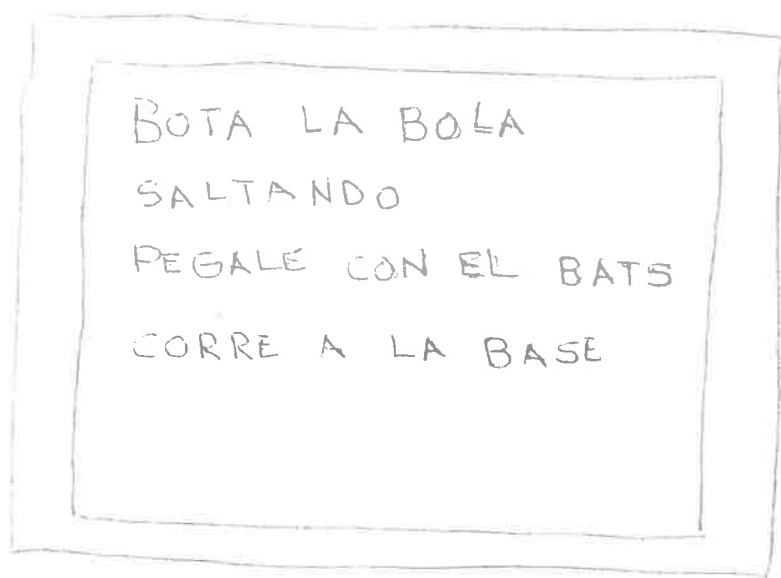 BOTA LA BOLA
SALTANDO
PEGALE CON EL BATS
CORRE A LA BASE